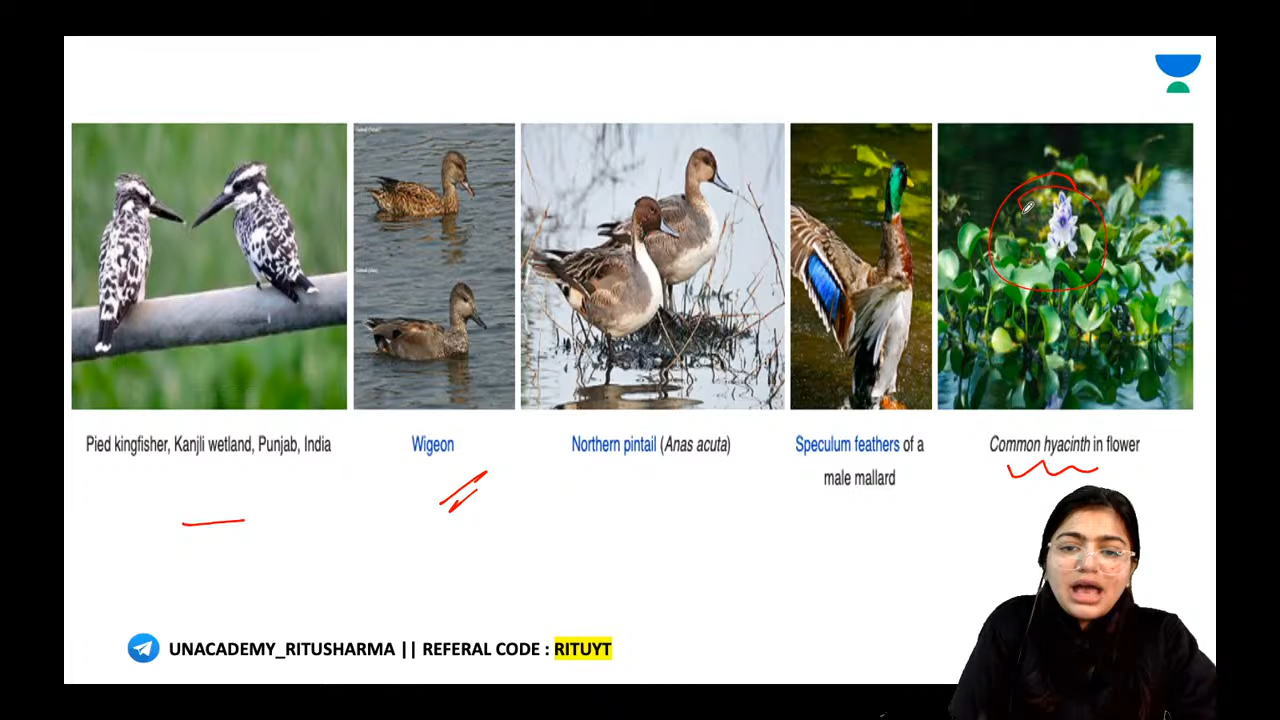 Pied kingfisher, Kanjli wetland, Punjab, India
Wigeon
Northern pintail (Anas acuta)
Speculum feathers of a
male mallard
Common hyacinth in flower
UNACADEMY_RITUSHARMA || REFERAL CODE : RITUYT